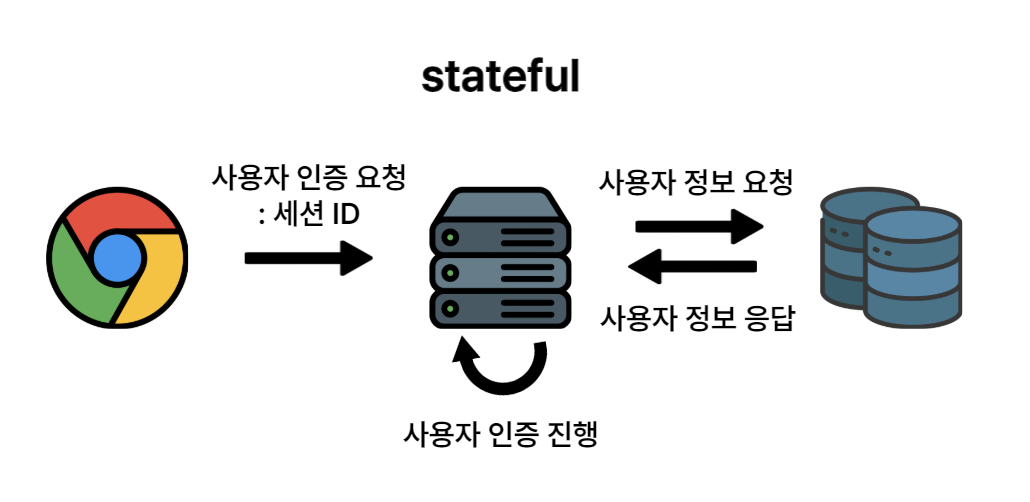 stateful
사용자 인증 요청
: 세션 ID
사용자 정보 요청
사용자 정보 응답
사용자 인증 진행